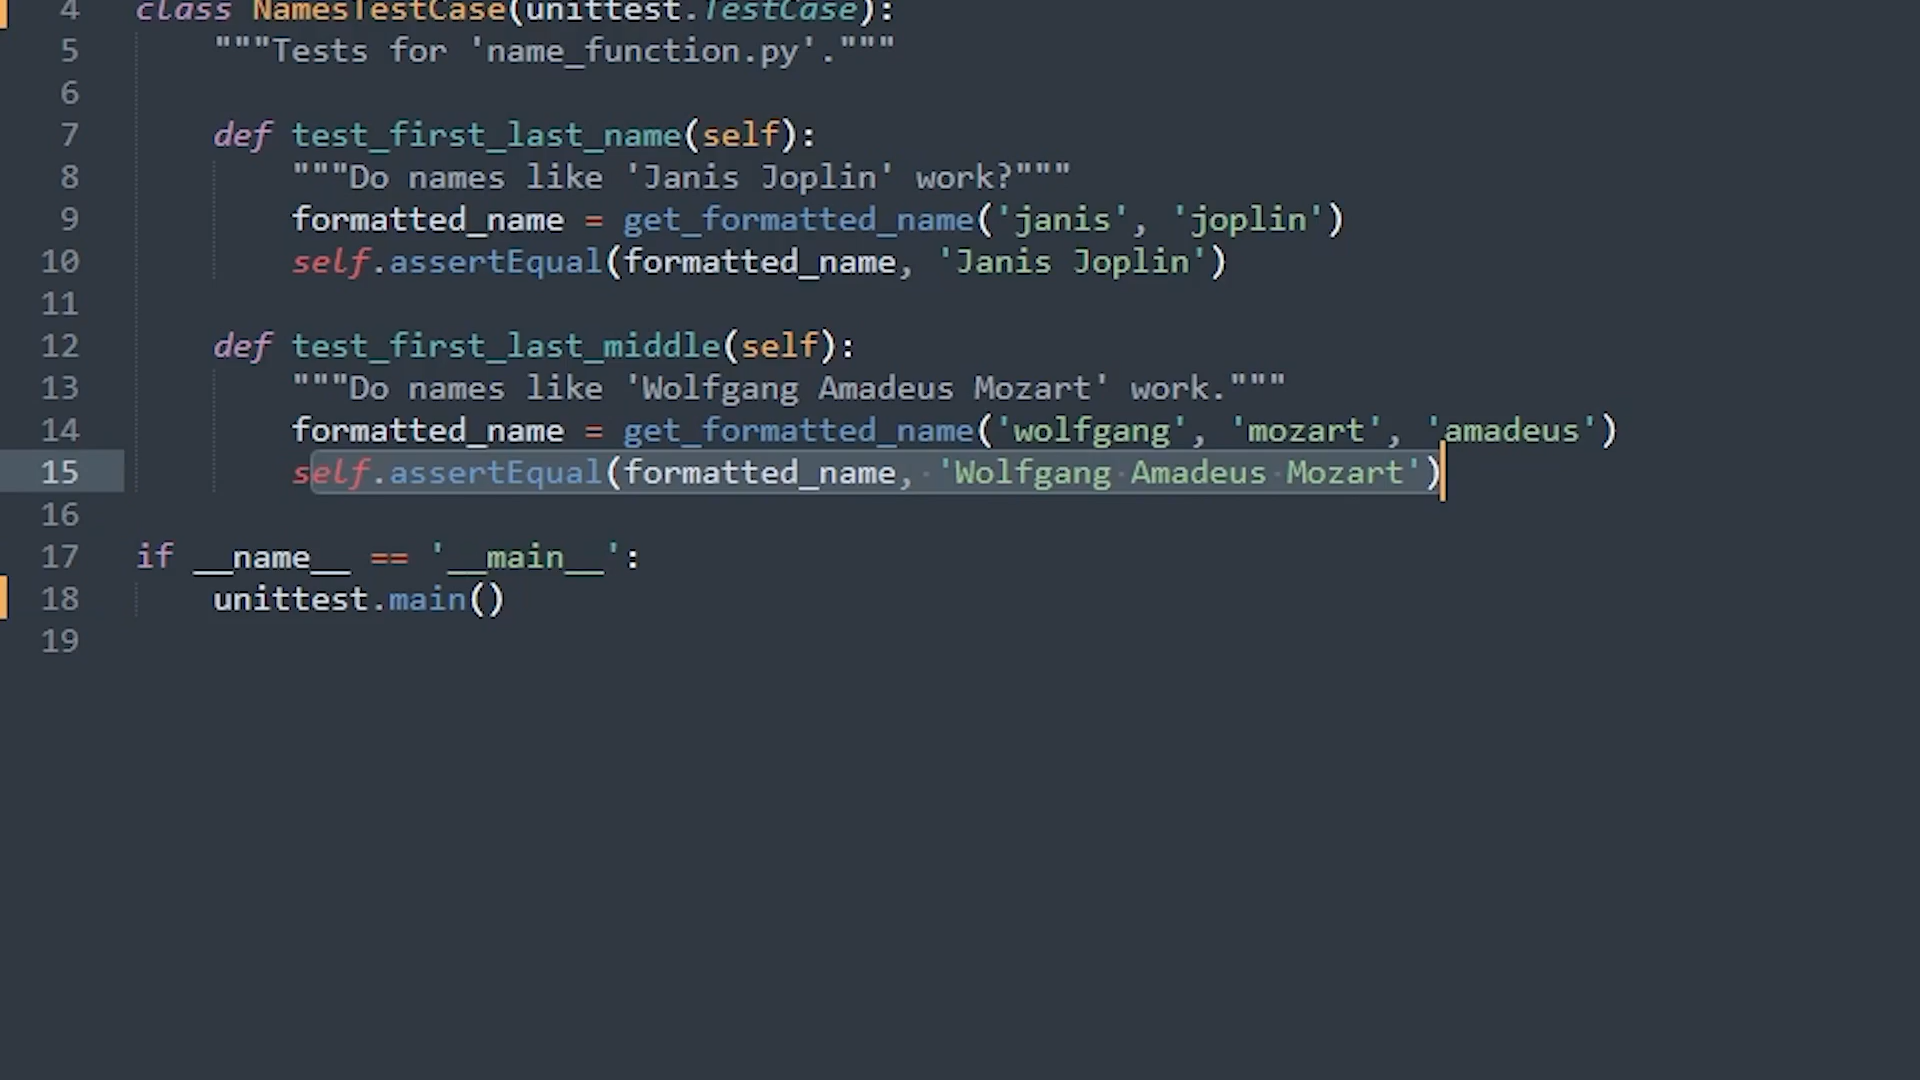 4 class NamesTestCase(unittest.TestCase):
5 """Tests for 'name_function.py'."""
6
7 def test_first_last_name(self):
8 """Do names like 'Janis Joplin' work?"""
9 formatted_name = get_formatted_name('janis', 'joplin')
10 self.assertEqual(formatted_name, 'Janis Joplin')
11
12 def test_first_last_middle(self):
13 """Do names like 'Wolfgang Amadeus Mozart' work."""
14 formatted_name = get_formatted_name('wolfgang', 'mozart', 'amadeus')
15 self.assertEqual(formatted_name, 'Wolfgang Amadeus Mozart')
16
17 if __name__ == '__main__':
18 unittest.main()
19